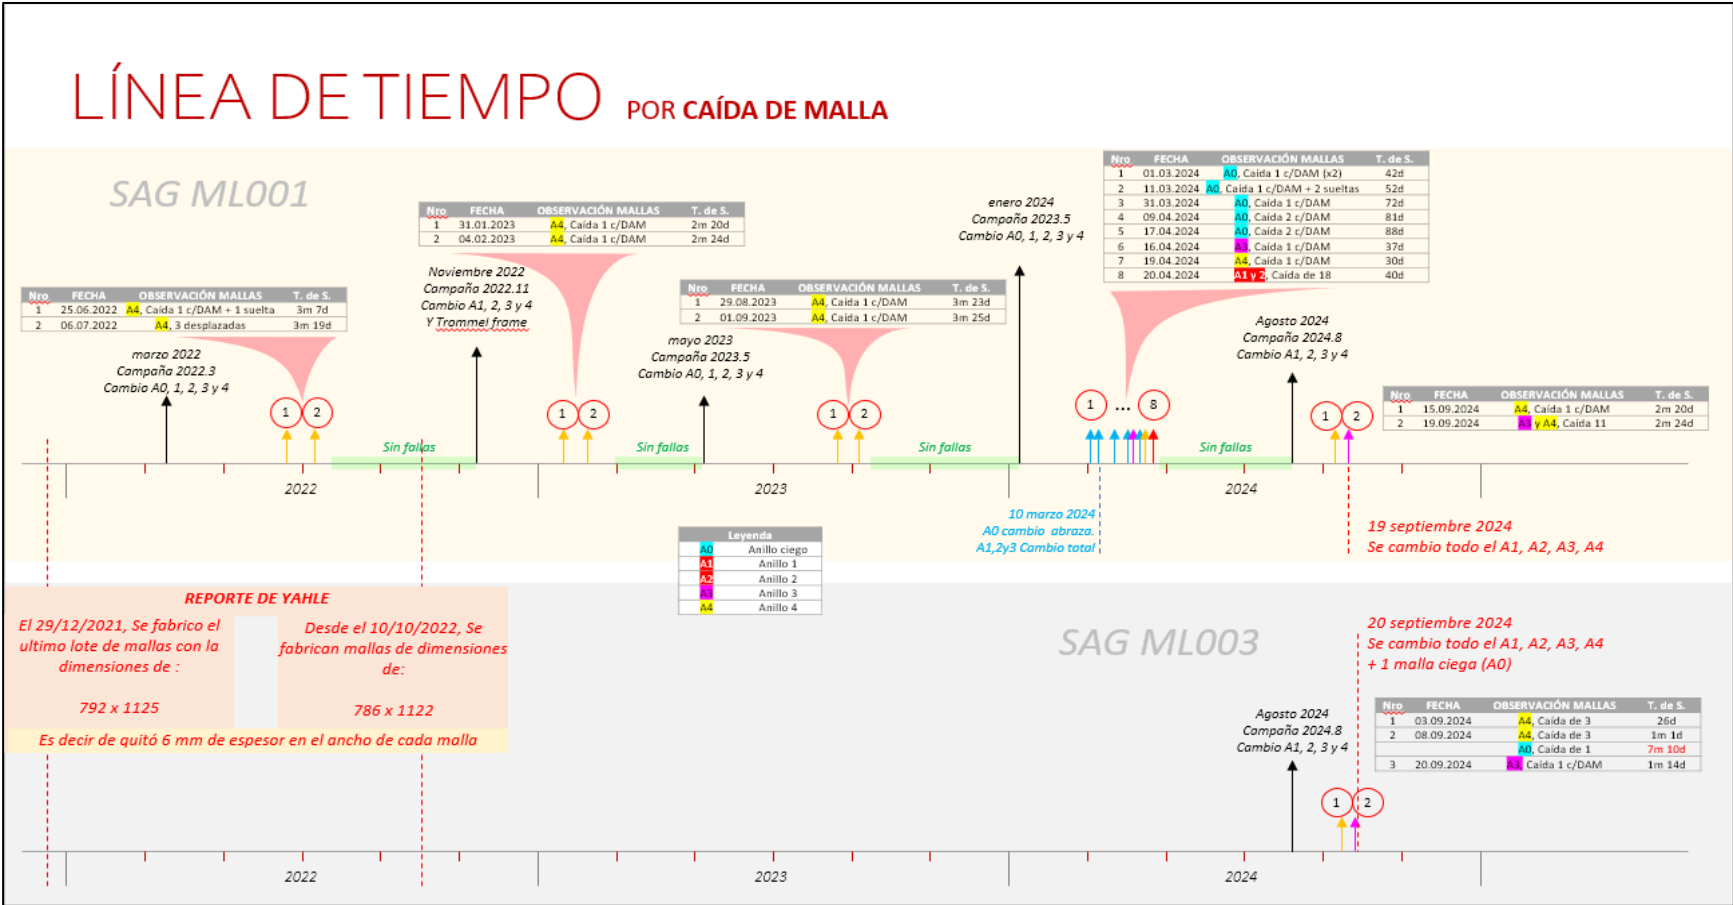 LÍNEA DE TIEMPO POR CAÍDA DE MALLA
SAG ML001
Nro FECHA OBSERVACIÓN MALLAS T. de S.
1 25.06.2022 A4, Caída 1 c/DAM + 1 suelta 3m 7d
2 06.07.2022 A4, 3 desplazadas 3m 19d
marzo 2022
Campaña 2022.3
Cambio A0, 1, 2, 3 y 4
1 2
Sin fallas
Nro FECHA OBSERVACIÓN MALLAS T. de S.
1 31.01.2023 A4, Caída 1 c/DAM 2m 20d
2 04.02.2023 A4, Caída 1 c/DAM 2m 24d
Noviembre 2022
Campaña 2022.11
Cambio A1, 2, 3 y 4
Y Trommel frame
1 2
Sin fallas
Nro FECHA OBSERVACIÓN MALLAS T. de S.
1 29.08.2023 A4, Caída 1 c/DAM 3m 23d
2 01.09.2023 A4, Caída 1 c/DAM 3m 25d
mayo 2023
Campaña 2023.5
Cambio A0, 1, 2, 3 y 4
1 2
Sin fallas
enero 2024
Campaña 2023.5
Cambio A0, 1, 2, 3 y 4
Nro FECHA OBSERVACIÓN MALLAS T. de S.
1 01.03.2024 A0, Caída 1 c/DAM (x2) 42d
2 11.03.2024 A0, Caída 1 c/DAM + 2 sueltas 52d
3 31.03.2024 A0, Caída 1 c/DAM 72d
4 09.04.2024 A0, Caída 2 c/DAM 81d
5 17.04.2024 A0, Caída 2 c/DAM 88d
6 16.04.2024 A3, Caída 1 c/DAM 37d
7 19.04.2024 A4, Caída 1 c/DAM 30d
8 20.04.2024 A1 y 2, Caída de 18 40d
1 ... 8
Sin fallas
Agosto 2024
Campaña 2024.8
Cambio A1, 2, 3 y 4
1 2
Nro FECHA OBSERVACIÓN MALLAS T. de S.
1 15.09.2024 A4, Caída 1 c/DAM 2m 20d
2 19.09.2024 A3 y A4, Caída 11 2m 24d
2022 2023 2024
10 marzo 2024
A0 cambio abraza.
A1,2y3 Cambio total
19 septiembre 2024
Se cambo todo el A1, A2, A3, A4
Leyenda
A0 Anillo ciego
A1 Anillo 1
A2 Anillo 2
A3 Anillo 3
A4 Anillo 4
REPORTE DE YAHLE
El 29/12/2021, Se fabrico el
ultimo lote de mallas con la
dimensiones de :
792 x 1125
Desde el 10/10/2022, Se
fabrican mallas de dimensiones
de:
786 x 1122
Es decir de quitó 6 mm de espesor en el ancho de cada malla
SAG ML003
20 septiembre 2024
Se cambo todo el A1, A2, A3, A4
+ 1 malla ciega (A0)
Agosto 2024
Campaña 2024.8
Cambio A1, 2, 3 y 4
Nro FECHA OBSERVACIÓN MALLAS T. de S.
1 03.09.2024 A4, Caída de 3 26d
2 08.09.2024 A4, Caída de 3 1m 1d
A0, Caída de 1 7m 10d
3 20.09.2024 A3, Caída 1 c/DAM 1m 14d
1 2
2022 2023 2024